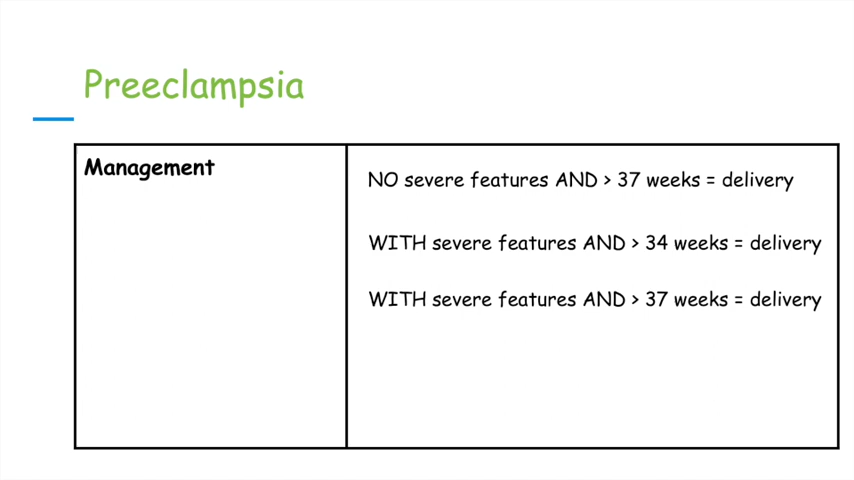 Preeclampsia
Management
NO severe features AND > 37 weeks = delivery
WITH severe features AND > 34 weeks = delivery
WITH severe features AND > 37 weeks = delivery